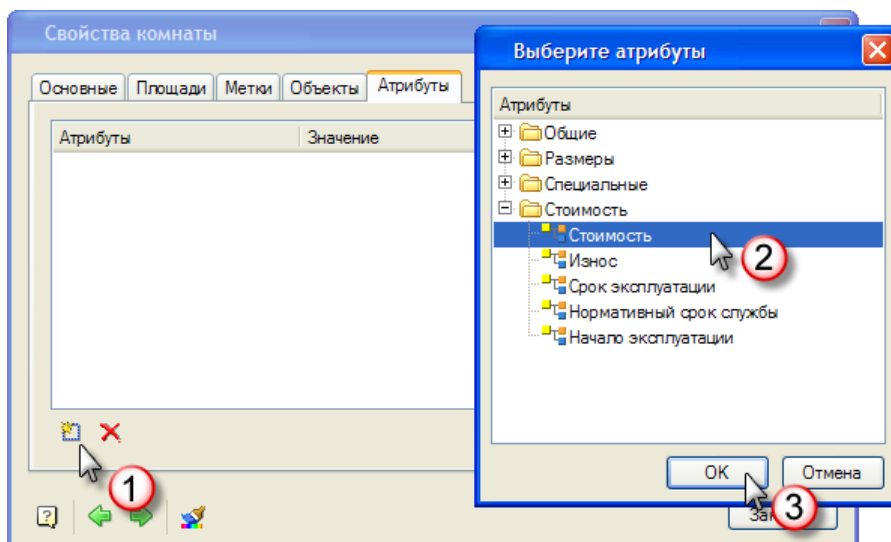 Свойства комнаты
Основные Площади Метки Объекты Атрибуты
Атрибуты Значение
1
Выберите атрибуты
Атрибуты
Общие
Размеры
Специальные
Стоимость
Стоимость
2
Износ
Срок эксплуатации
Нормативный срок службы
Начало эксплуатации
OK Отмена
3